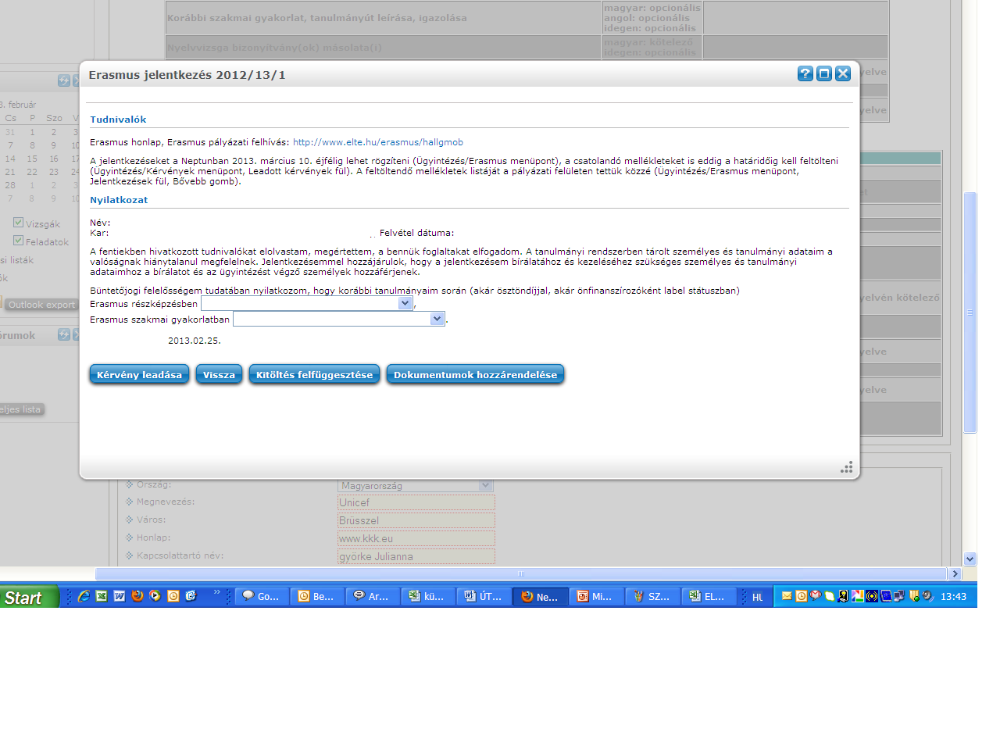 Korábbi szakmai gyakorlat, tanulmányút leírása, igazolása
magyar: opcionális
angol: opcionális
idegen: opcionális
Nyelvvizsga bizonyítvány(ok) másolata(i)
magyar: kötelező
idegen: opcionális
Erasmus jelentkezés 2012/13/1
yelve
yelve
3. február
Cs P Szo V
31 1 2 3
7 8 9 10
14 15 16 17
21 22 23 24
28 1 2 3
7 8 9 10
Vizsgák
Feladatok
si listák
ók
Outlook export
órumok
eljes lista
Tudnivalók
Erasmus honlap, Erasmus pályázati felhívás: http://www.elte.hu/erasmus/hallgmob
A jelentkezéseket a Neptunban 2013. március 10. éjfélig lehet rögzíteni (Ügyintézés/Erasmus menüpont), a csatolandó mellékleteket is eddig a határidőig kell feltölteni
(Ügyintézés/Kérvények menüpont, Leadott kérvények fül). A feltöltendő mellékletek listáját a pályázati felületen tettük közzé (Ügyintézés/Erasmus menüpont,
Jelentkezések fül, Bővebb gomb).
Nyilatkozat
Név:
Kar:
Felvétel dátuma:
A fentiekben hivatkozott tudnivalókat elolvastam, megértettem, a bennük foglaltakat elfogadom. A tanulmányi rendszerben tárolt személyes és tanulmányi adataim a
valóságnak hiánytalanul megfelelnek. Jelentkezésemmel hozzájárulok, hogy a jelentkezésem bírálatához és kezeléséhez szükséges személyes és tanulmányi
adataimhoz a bírálatot és az ügyintézést végző személyek hozzáférjenek.
Büntetőjogi felelősségem tudatában nyilatkozom, hogy korábbi tanulmányaim során (akár ösztöndíjjal, akár önfinanszírozóként label státuszban)
Erasmus részképzésben ,
Erasmus szakmai gyakorlatban .
2013.02.25.
Kérvény leadása Vissza Kitöltés felfüggesztése Dokumentumok hozzárendelése
et
yelvén kötelező
yelve
yelve
Ország: Magyarország
Megnevezés: Unicef
Város: Brüsszel
Honlap: www.kkk.eu
Kapcsolattartó név: györke Julianna
Start Go... Be... Ar... kü... ÚT... Ne... Mi... SZ... EL... HU 13:43